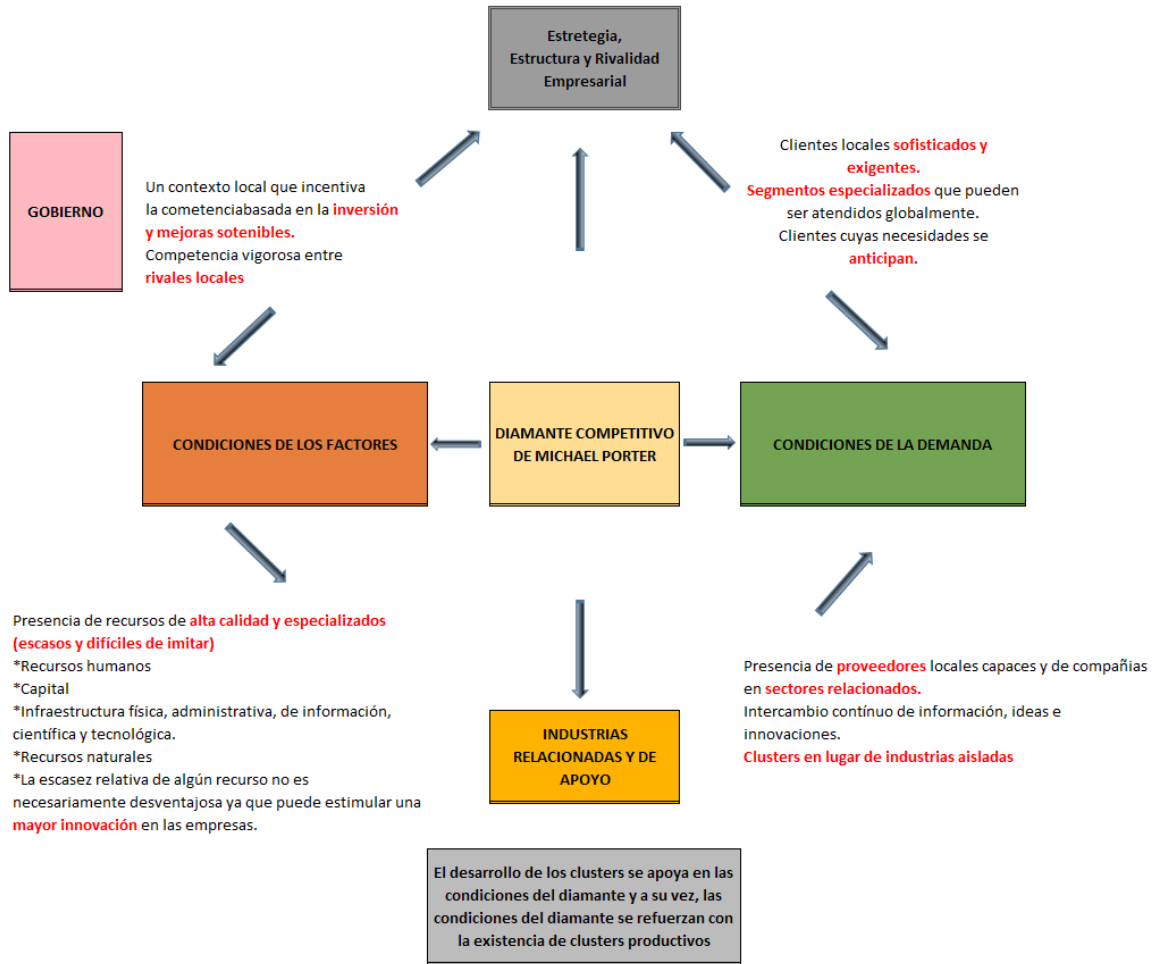 Estretegia,
Estructura y Rivalidad
Empresarial
GOBIERNO
Un contexto local que incentiva
la cometenciabasada en la inversión
y mejoras sotenibles.
Competencia vigorosa entre
rivales locales
Clientes locales sofisticados y
exigentes.
Segmentos especializados que pueden
ser atendidos globalmente.
Clientes cuyas necesidades se
anticipan.
CONDICIONES DE LOS FACTORES
DIAMANTE COMPETITIVO
DE MICHAEL PORTER
CONDICIONES DE LA DEMANDA
Presencia de recursos de alta calidad y especializados
(escasos y difíciles de imitar)
*Recursos humanos
*Capital
*Infraestructura física, administrativa, de información,
científica y tecnológica.
*Recursos naturales
*La escasez relativa de algún recurso no es
necesariamente desventajosa ya que puede estimular una
mayor innovación en las empresas.
INDUSTRIAS
RELACIONADAS Y DE
APOYO
Presencia de proveedores locales capaces y de compañias
en sectores relacionados.
Intercambio contínuo de información, ideas e
innovaciones.
Clusters en lugar de industrias aisladas
El desarrollo de los clusters se apoya en las
condiciones del diamante y a su vez, las
condiciones del diamante se refuerzan con
la existencia de clusters productivos